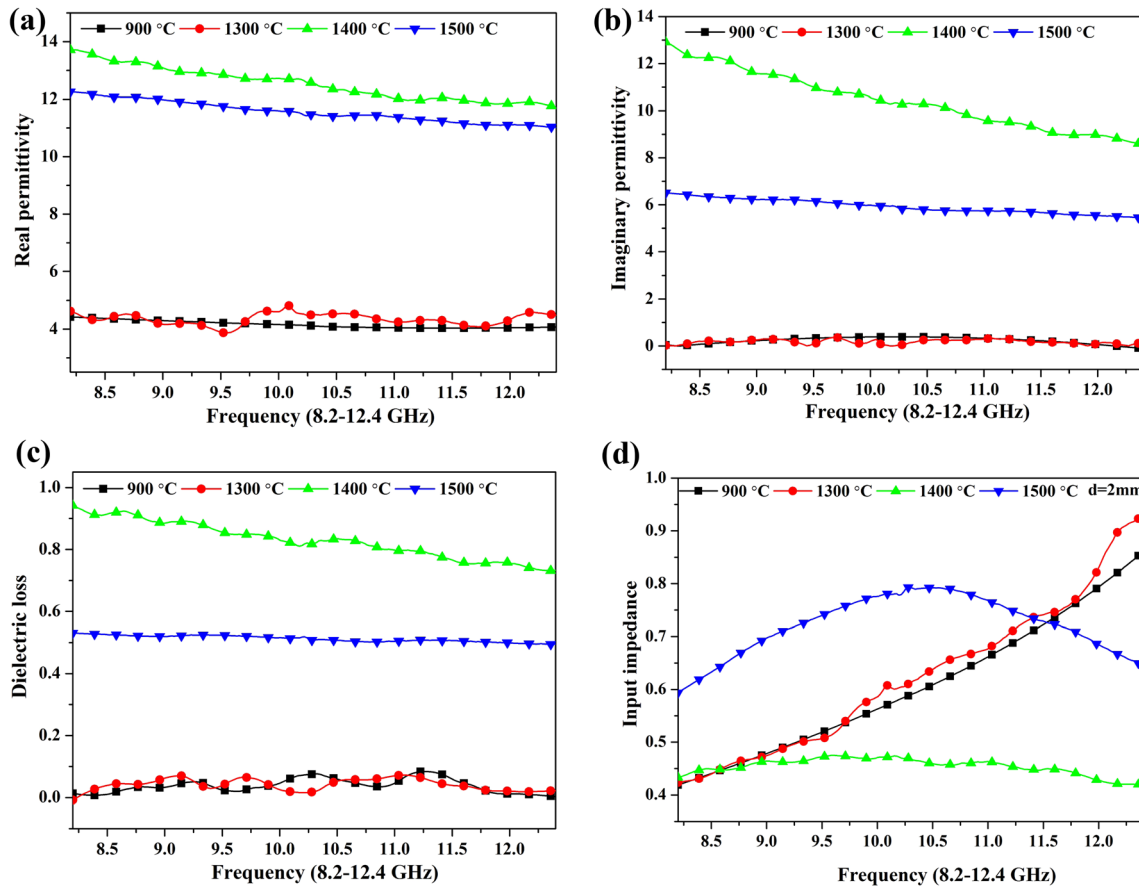 (a)
900 °C 1300 °C 1400 °C 1500 °C
14
12
10
8
6
4
Real permittivity
8.5 9.0 9.5 10.0 10.5 11.0 11.5 12.0
Frequency (8.2-12.4 GHz)
(b)
14
900 °C 1300 °C 1400 °C 1500 °C
12
10
8
6
4
2
0
Imaginary permittivity
8.5 9.0 9.5 10.0 10.5 11.0 11.5 12.0
Frequency (8.2-12.4 GHz)
(c)
900 °C 1300 °C 1400 °C 1500 °C
1.0
0.8
0.6
0.4
0.2
0.0
Dielectric loss
8.5 9.0 9.5 10.0 10.5 11.0 11.5 12.0
Frequency (8.2-12.4 GHz)
(d)
1.0
900 °C 1300 °C 1400 °C 1500 °C d=2mm
0.9
0.8
0.7
0.6
0.5
0.4
Input impedance
8.5 9.0 9.5 10.0 10.5 11.0 11.5 12.0
Frequency (8.2-12.4 GHz)